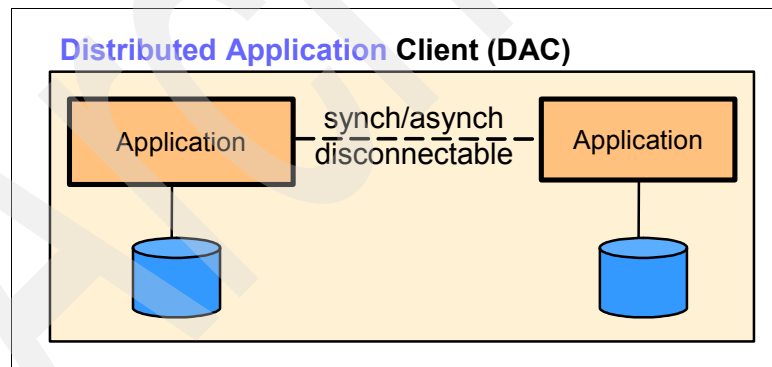 Distributed Application Client (DAC)
Application
synch/asynch
disconnectable
Application